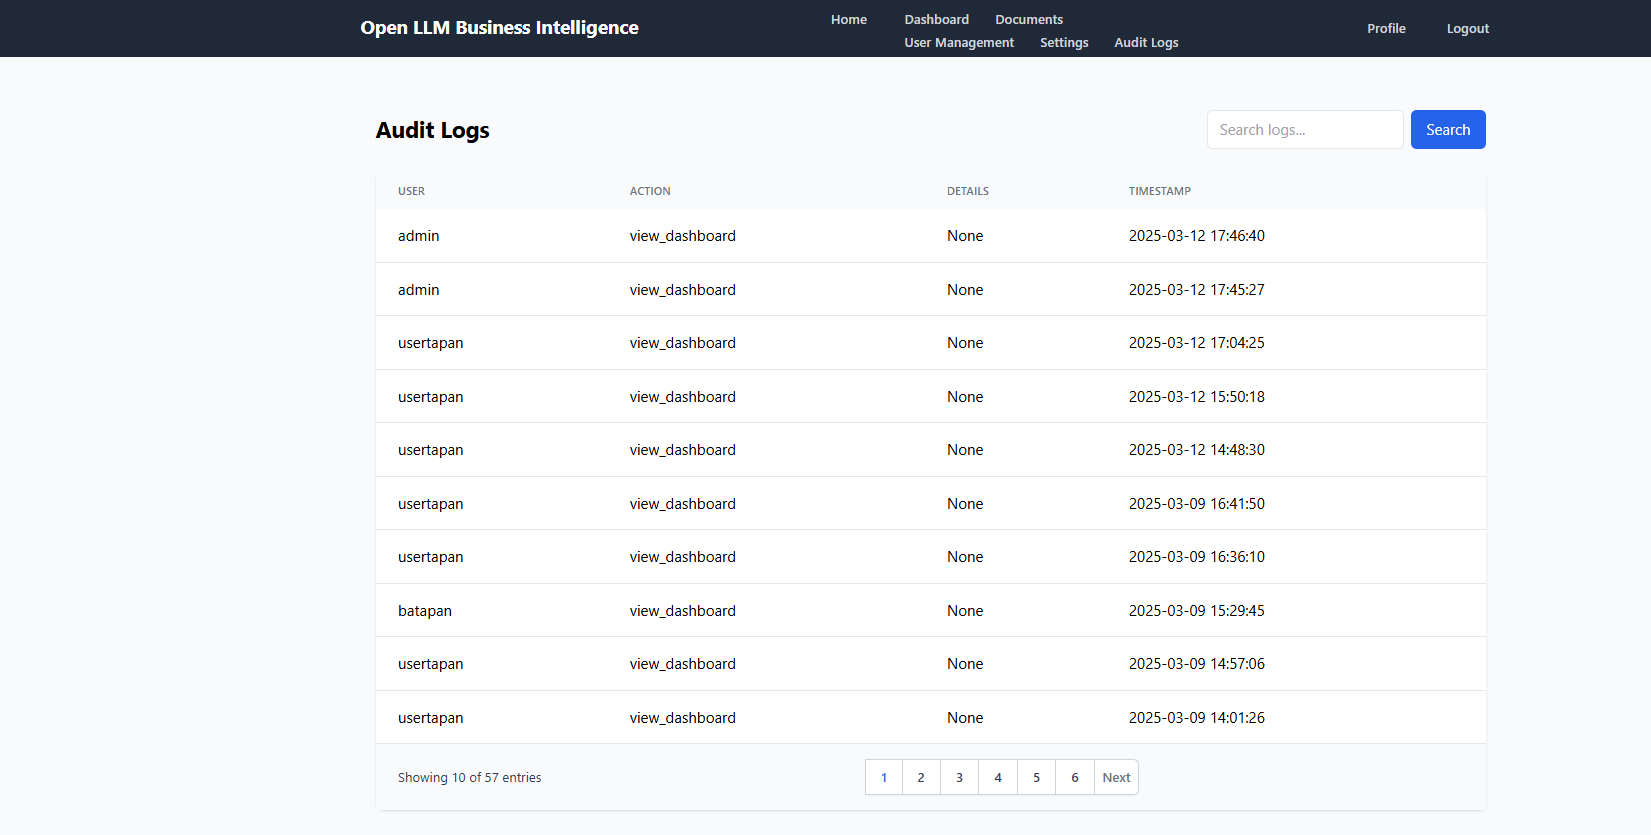 Open LLM Business Intelligence
Home Dashboard Documents
User Management Settings Audit Logs
Profile Logout
Audit Logs
Search logs... Search
USER ACTION DETAILS TIMESTAMP
admin view_dashboard None 2025-03-12 17:46:40
admin view_dashboard None 2025-03-12 17:45:27
usertapan view_dashboard None 2025-03-12 17:04:25
usertapan view_dashboard None 2025-03-12 15:50:18
usertapan view_dashboard None 2025-03-12 14:48:30
usertapan view_dashboard None 2025-03-09 16:41:50
usertapan view_dashboard None 2025-03-09 16:36:10
batapan view_dashboard None 2025-03-09 15:29:45
usertapan view_dashboard None 2025-03-09 14:57:06
usertapan view_dashboard None 2025-03-09 14:01:26
Showing 10 of 57 entries 1 2 3 4 5 6 Next